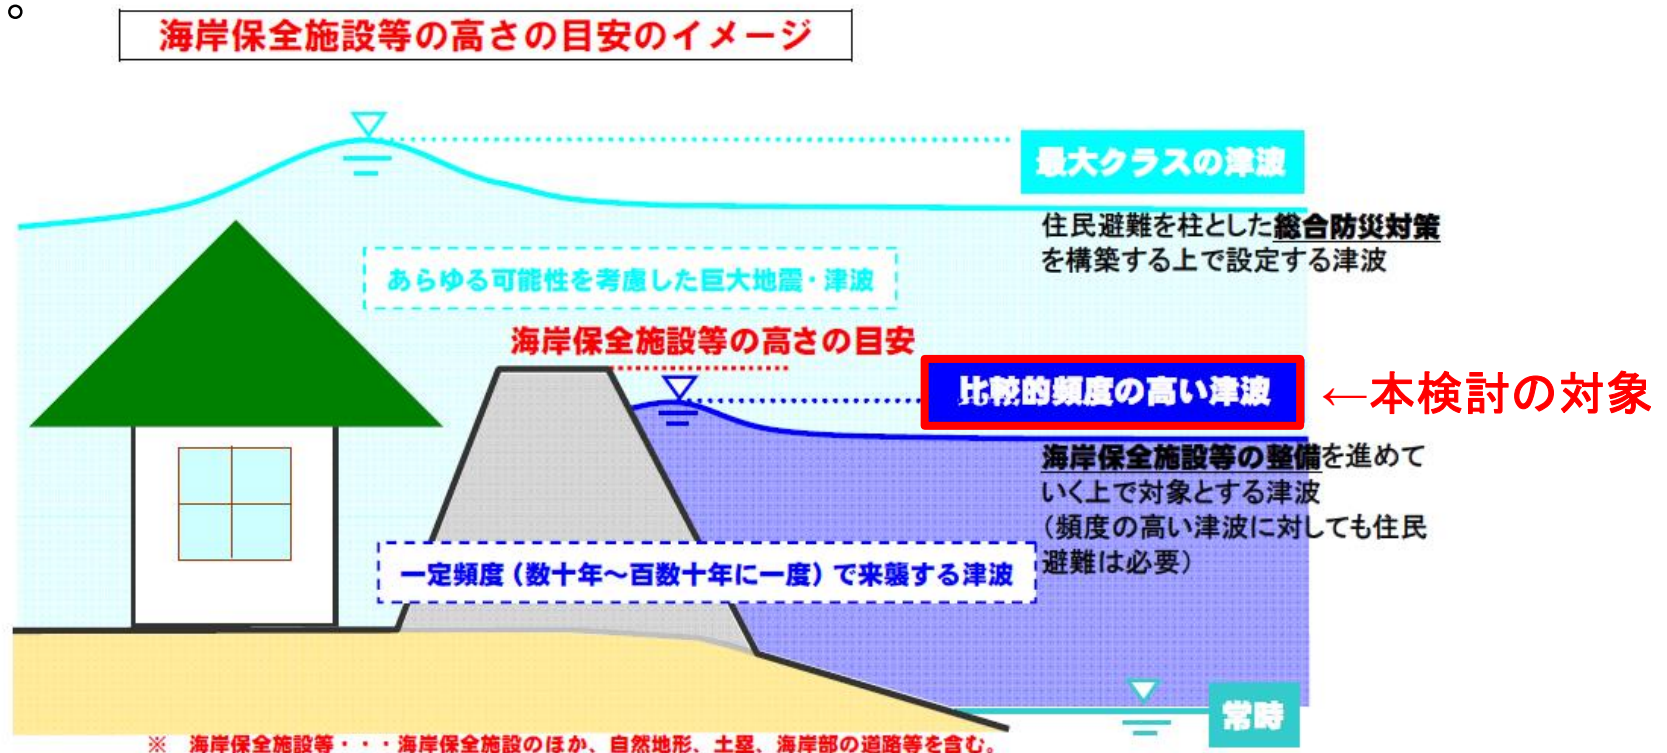 。
海岸保全施設等の高さの目安のイメージ
最大クラスの津波
住民避難を柱とした総合防災対策
を構築する上で設定する津波
あらゆる可能性を考慮した巨大地震・津波
海岸保全施設等の高さの目安
比較的頻度の高い津波
←本検討の対象
海岸保全施設等の整備を進めて
いく上で対象とする津波
（頻度の高い津波に対しても住民
避難は必要）
一定頻度（数十年～百数十年に一度）で来襲する津波
常時
※　海岸保全施設等・・・海岸保全施設のほか、自然地形、土塁、海岸部の道路等を含む。